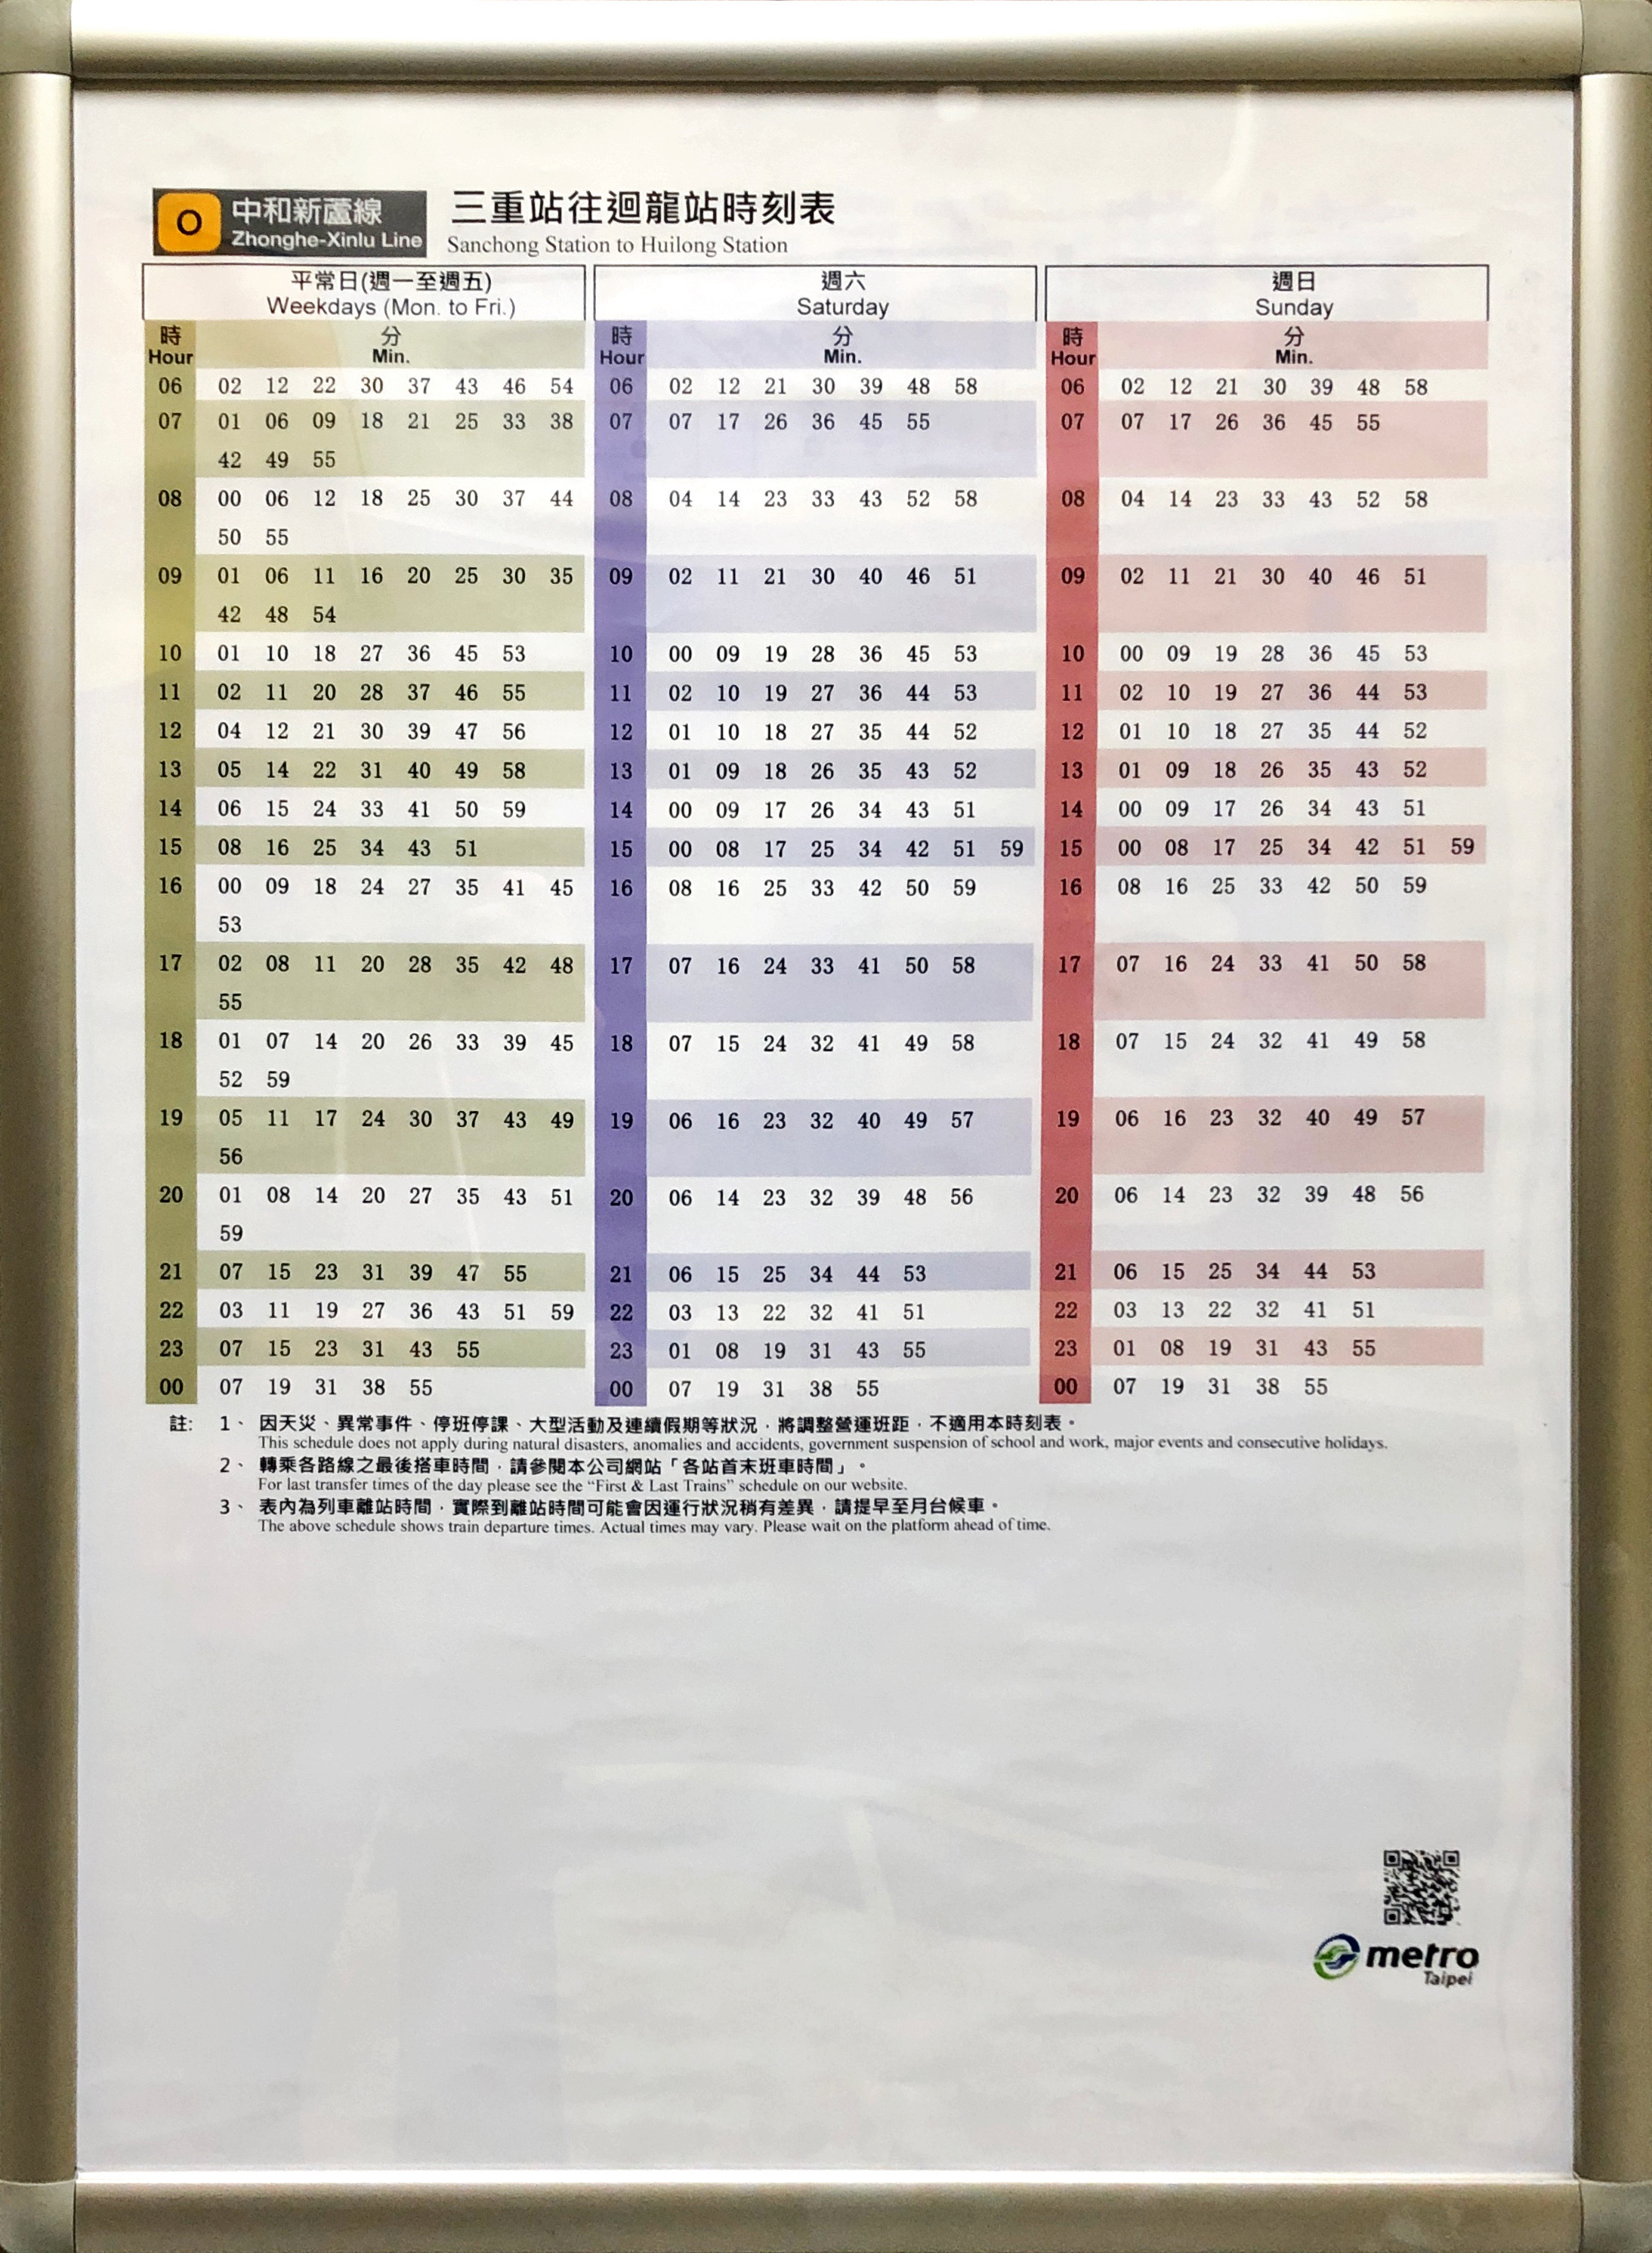 O 中和新蘆線 三重站往迴龍站時刻表
Zhonghe-Xinlu Line Sanchong Station to Huilong Station
平常日(週一至週五) 週六 週日
Weekdays (Mon. to Fri.) Saturday Sunday
時 分 時 分 時 分
Hour Min. Hour Min. Hour Min.
06 02 12 22 30 37 43 46 54 06 02 12 21 30 39 48 58 06 02 12 21 30 39 48 58
07 01 06 09 18 21 25 33 38 07 07 17 26 36 45 55 07 07 17 26 36 45 55
42 49 55
08 00 06 12 18 25 30 37 44 08 04 14 23 33 43 52 58 08 04 14 23 33 43 52 58
50 55
09 01 06 11 16 20 25 30 35 09 02 11 21 30 40 46 51 09 02 11 21 30 40 46 51
42 48 54
10 01 10 18 27 36 45 53 10 00 09 19 28 36 45 53 10 00 09 19 28 36 45 53
11 02 11 20 28 37 46 55 11 02 10 19 27 36 44 53 11 02 10 19 27 36 44 53
12 04 12 21 30 39 47 56 12 01 10 18 27 35 44 52 12 01 10 18 27 35 44 52
13 05 14 22 31 40 49 58 13 01 09 18 26 35 43 52 13 01 09 18 26 35 43 52
14 06 15 24 33 41 50 59 14 00 09 17 26 34 43 51 14 00 09 17 26 34 43 51
15 08 16 25 34 43 51 15 00 08 17 25 34 42 51 59 15 00 08 17 25 34 42 51 59
16 00 09 18 24 27 35 41 45 16 08 16 25 33 42 50 59 16 08 16 25 33 42 50 59
53
17 02 08 11 20 28 35 42 48 17 07 16 24 33 41 50 58 17 07 16 24 33 41 50 58
55
18 01 07 14 20 26 33 39 45 18 07 15 24 32 41 49 58 18 07 15 24 32 41 49 58
52 59
19 05 11 17 24 30 37 43 49 19 06 16 23 32 40 49 57 19 06 16 23 32 40 49 57
56
20 01 08 14 20 27 35 43 51 20 06 14 23 32 39 48 56 20 06 14 23 32 39 48 56
59
21 07 15 23 31 39 47 55 21 06 15 25 34 44 53 21 06 15 25 34 44 53
22 03 11 19 27 36 43 51 59 22 03 13 22 32 41 51 22 03 13 22 32 41 51
23 07 15 23 31 43 55 23 01 08 19 31 43 55 23 01 08 19 31 43 55
00 07 19 31 38 55 00 07 19 31 38 55 00 07 19 31 38 55
註: 1、 因天災、異常事件、停班停課、大型活動及連續假期等狀況，將調整營運班距，不適用本時刻表。
This schedule does not apply during natural disasters, anomalies and accidents, government suspension of school and work, major events and consecutive holidays.
2、 轉乘各路線之最後搭車時間，請參閱本公司網站「各站首末班車時間」。
For last transfer times of the day please see the “First & Last Trains” schedule on our website.
3、 表內為列車離站時間，實際到離站時間可能會因運行狀況稍有差異，請提早至月台候車。
The above schedule shows train departure times. Actual times may vary. Please wait on the platform ahead of time.
metro
Taipei